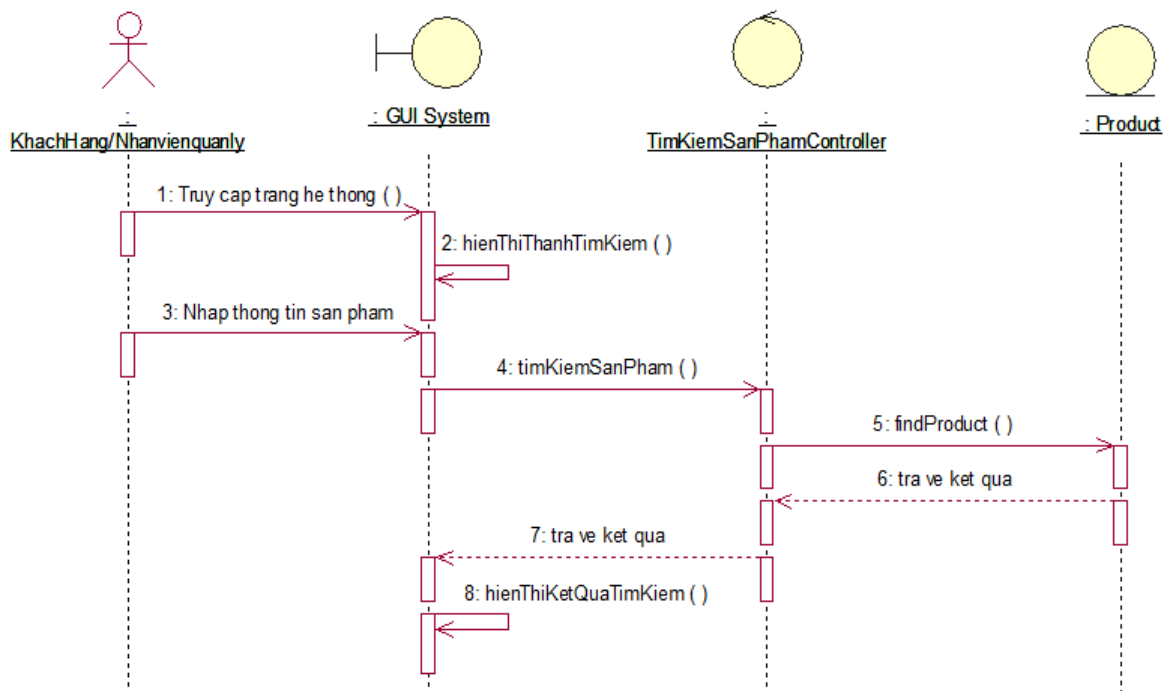 :
KhachHang/Nhanvienquanly
: GUI System
:
TimKiemSanPhamController
: Product
1: Truy cap trang he thong ( )
2: hienThiThanhTimKiem ( )
3: Nhap thong tin san pham
4: timKiemSanPham ( )
5: findProduct ( )
6: tra ve ket qua
7: tra ve ket qua
8: hienThiKetQuaTimKiem ( )